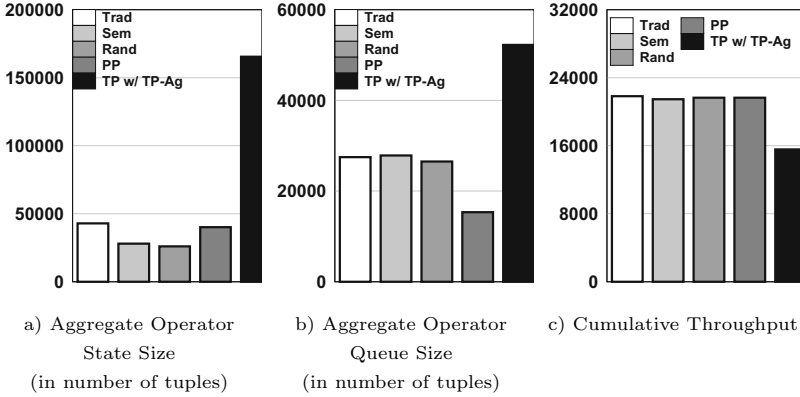 200000
150000
100000
50000
0
Trad
Sem
Rand
PP
TP w/ TP-Ag
a) Aggregate Operator
State Size
(in number of tuples)
60000
40000
20000
0
Trad
Sem
Rand
PP
TP w/ TP-Ag
b) Aggregate Operator
Queue Size
(in number of tuples)
32000
24000
16000
8000
0
Trad
Sem
Rand
PP
TP w/ TP-Ag
c) Cumulative Throughput